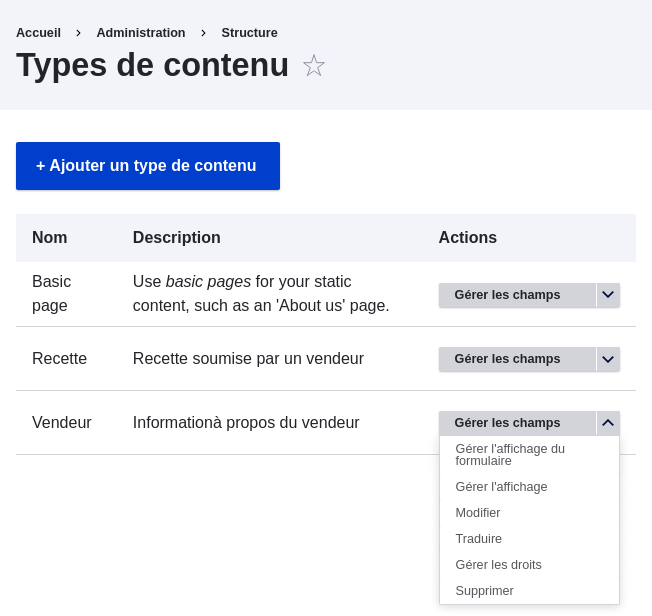 Accueil > Administration > Structure
Types de contenu
+ Ajouter un type de contenu
Nom Description Actions
Basic page Use basic pages for your static Gérer les champs
content, such as an 'About us' page.
Recette Recette soumise par un vendeur Gérer les champs
Vendeur Informationà propos du vendeur Gérer les champs
Gérer l'affichage du
formulaire
Gérer l'affichage
Modifier
Traduire
Gérer les droits
Supprimer